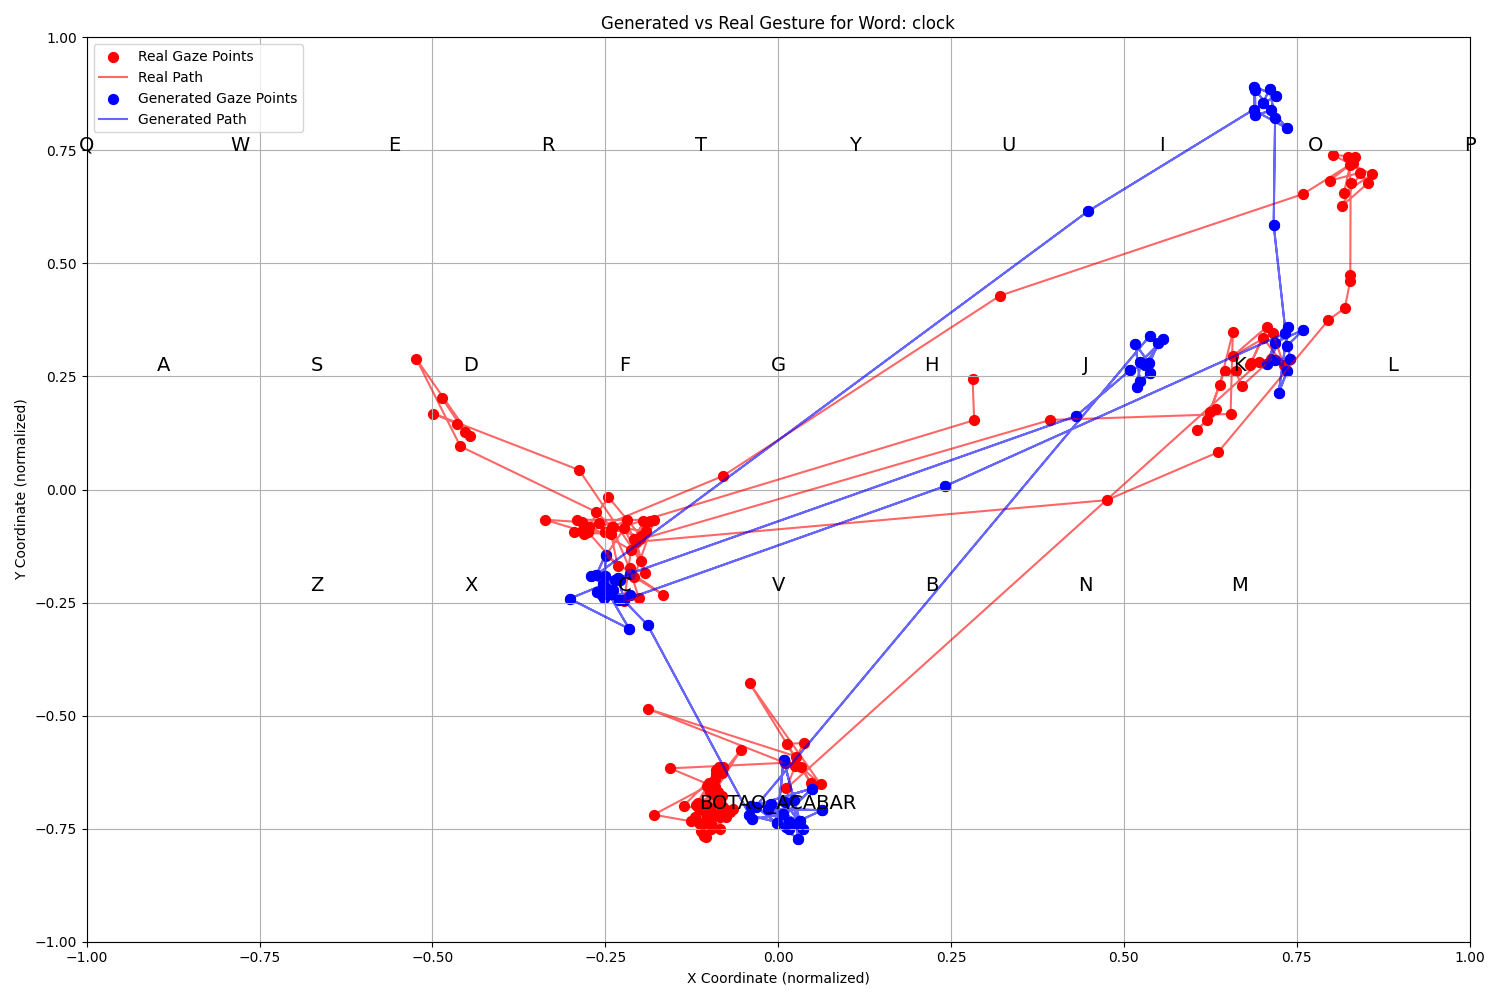 Generated vs Real Gesture for Word: clock
Real Gaze Points
Real Path
Generated Gaze Points
Generated Path
Q W E R T Y U I O P
A S D F G H J K L
Z X C V B N M
BOTAO_ACABAR
1.00
0.75
0.50
0.25
0.00
−0.25
−0.50
−0.75
−1.00
Y Coordinate (normalized)
−1.00 −0.75 −0.50 −0.25 0.00 0.25 0.50 0.75 1.00
X Coordinate (normalized)